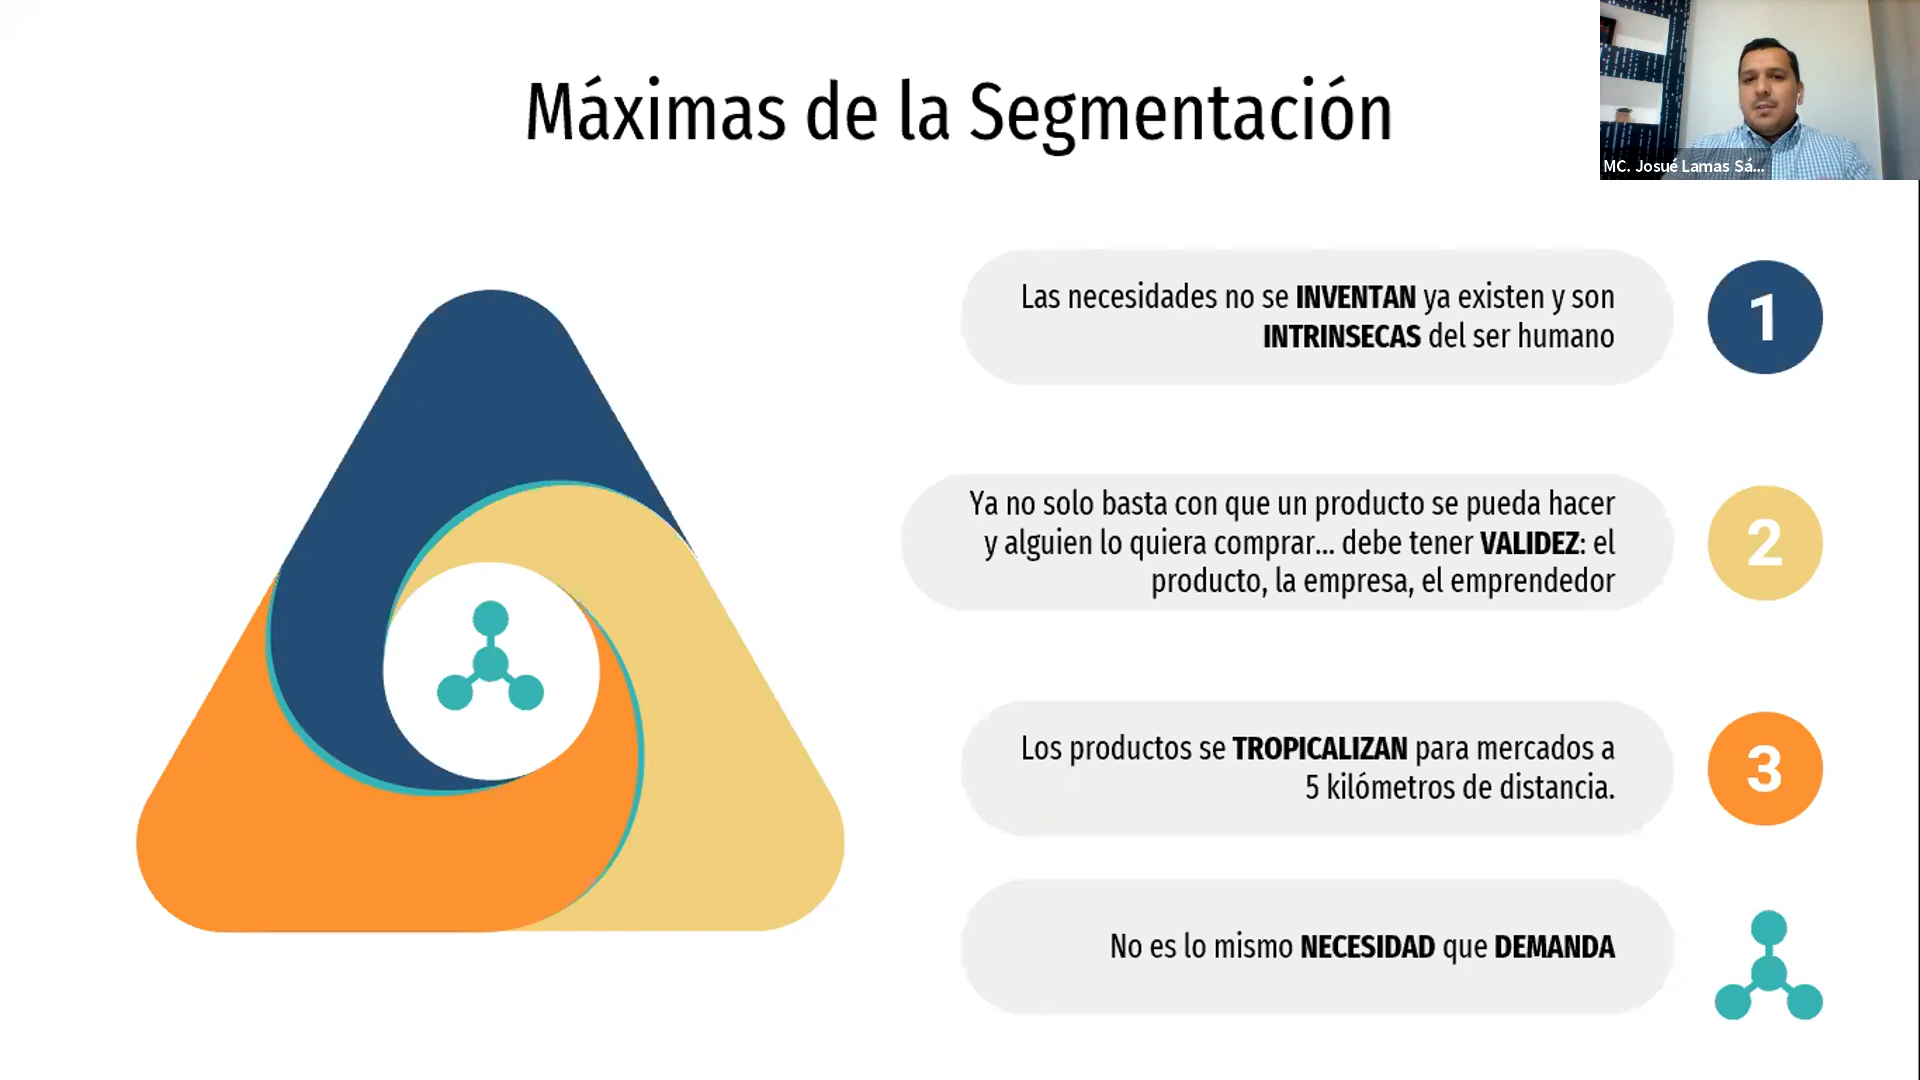 Máximas de la Segmentación
MC. Josué Lamas Sá...
Las necesidades no se INVENTAN ya existen y son
INTRINSECAS del ser humano
1
Ya no solo basta con que un producto se pueda hacer
y alguien lo quiera comprar... debe tener VALIDEZ: el
producto, la empresa, el emprendedor
2
Los productos se TROPICALIZAN para mercados a
5 kilómetros de distancia.
3
No es lo mismo NECESIDAD que DEMANDA